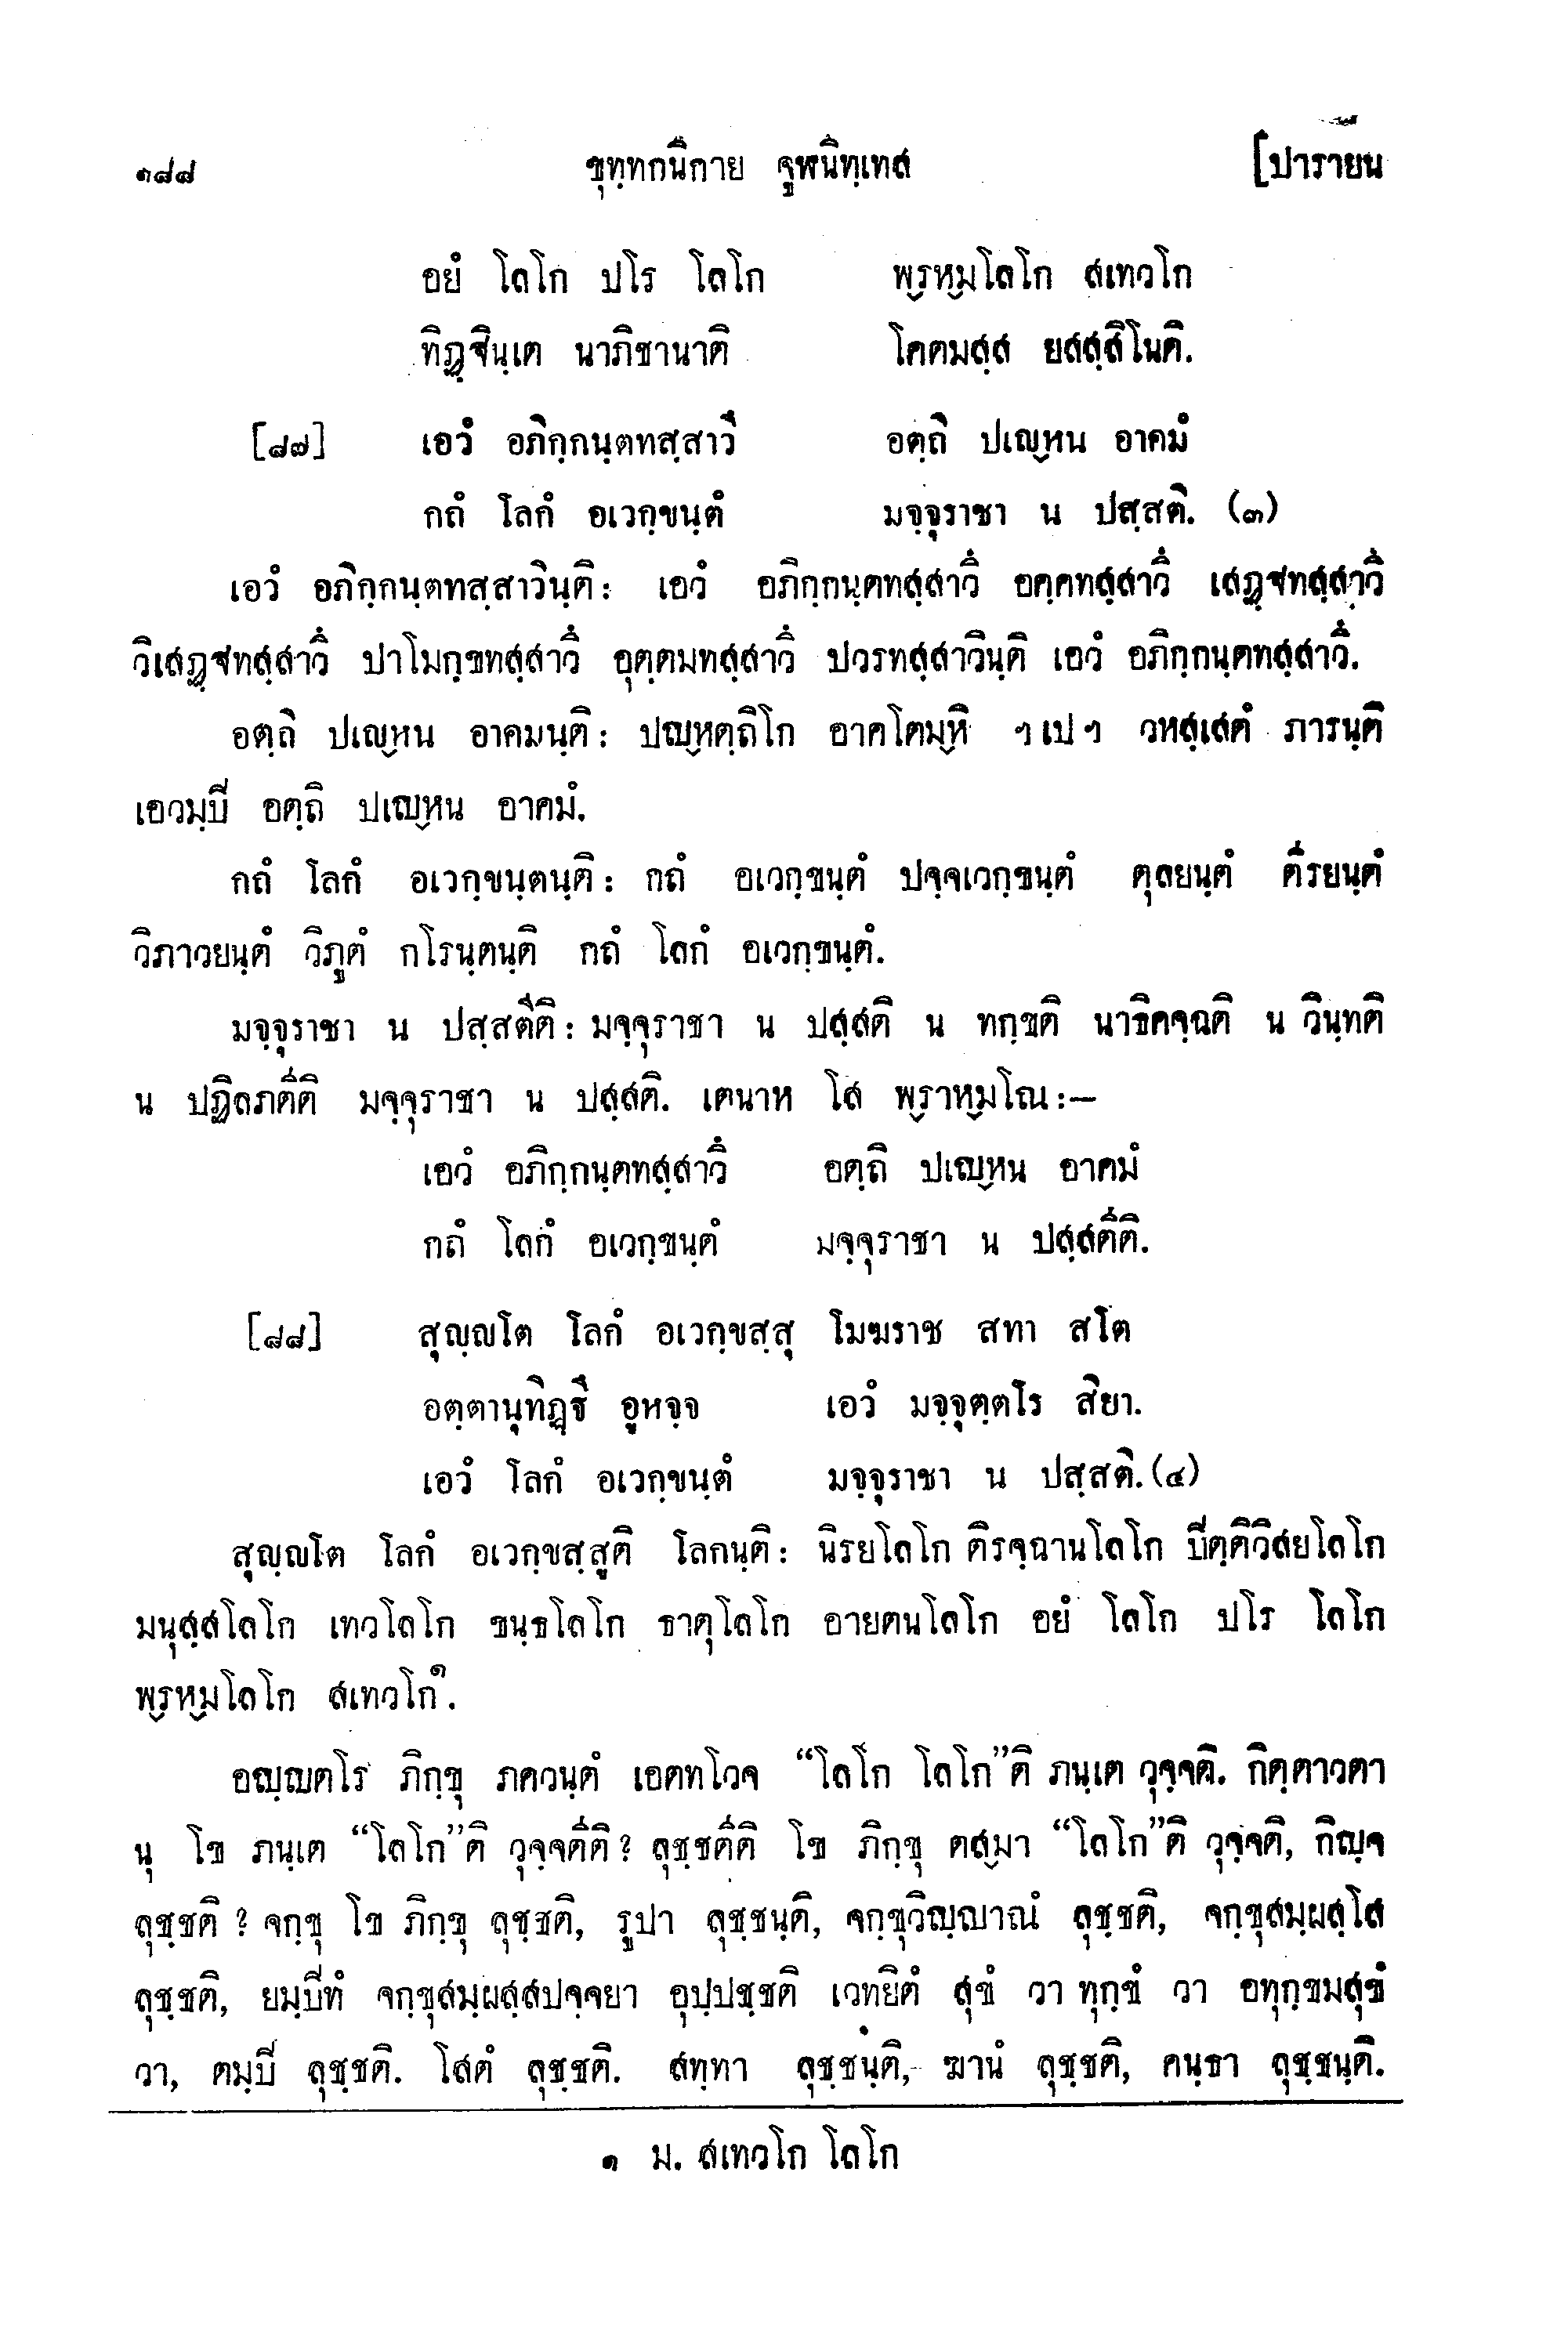 ๑๘๘ ขุทฺทกนิกาย จูฬนิทฺเทส [ปารายน
อยํ โลโก ปโร โลโก พฺรหฺมโลโก สเทวโก
ทิฏฺฐินฺเต นาภิชานาติ โคตมสฺส ยสสฺสิโนติ.
[๘๗] เอวํ อภิกฺกนฺตทสฺสาวึ อตฺถิ ปเญฺหน อาคมํ
กถํ โลกํ อเวกฺขนฺตํ มจฺจุราชา น ปสฺสติ. (๓)
เอวํ อภิกฺกนฺตทสฺสาวินฺติ: เอวํ อภิกฺกนฺตทสฺสาวึ อคฺคทสฺสาวึ เสฏฺฐทสฺสาวึ
วิเสฏฺฐทสฺสาวึ ปาโมกฺขทสฺสาวึ อุตฺตมทสฺสาวึ ปวรทสฺสาวินฺติ เอวํ อภิกฺกนฺตทสฺสาวึ.
อตฺถิ ปเญฺหน อาคมนฺติ: ปญฺหตฺถิโก อาคโตมฺหิ ฯเปฯ วหสฺเสตํ ภารนฺติ
เอวมฺปิ อตฺถิ ปเญฺหน อาคมํ.
กถํ โลกํ อเวกฺขนฺตนฺติ: กถํ อเวกฺขนฺตํ ปจฺจเวกฺขนฺตํ ตุลยนฺตํ ตีรยนฺตํ
วิภาวยนฺตํ วิภูตํ กโรนฺตนฺติ กถํ โลกํ อเวกฺขนฺตํ.
มจฺจุราชา น ปสฺสตีติ: มจฺจุราชา น ปสฺสติ น ทกฺขติ นาธิคจฺฉติ น วินฺทติ
น ปฏิลภตีติ มจฺจุราชา น ปสฺสติ. เตนาห โส พฺราหฺมโณ:—
เอวํ อภิกฺกนฺตทสฺสาวึ อตฺถิ ปเญฺหน อาคมํ
กถํ โลกํ อเวกฺขนฺตํ มจฺจุราชา น ปสฺสตีติ.
[๘๘] สุญฺญโต โลกํ อเวกฺขสฺสุ โมฆราช สทา สโต
อตฺตานุทิฏฺฐึ อูหจฺจ เอวํ มจฺจุตฺตโร สิยา.
เอวํ โลกํ อเวกฺขนฺตํ มจฺจุราชา น ปสฺสติ. (๔)
สุญฺญโต โลกํ อเวกฺขสฺสูติ โลกนฺติ: นิรยโลโก ติรจฺฉานโลโก ปิตฺติวิสยโลโก
มนุสฺสโลโก เทวโลโก ขนฺธโลโก ธาตุโลโก อายตนโลโก อยํ โลโก ปโร โลโก
พฺรหฺมโลโก สเทวโก๑.
อญฺญตโร ภิกฺขุ ภควนฺตํ เอตทโวจ “โลโก โลโก”ติ ภนฺเต วุจฺจติ. กิตฺตาวตา
นุ โข ภนฺเต “โลโก”ติ วุจฺจตีติ? ลุชฺชตีติ โข ภิกฺขุ ตสฺมา “โลโก”ติ วุจฺจติ, กิญฺจ
ลุชฺชติ? จกฺขุ โข ภิกฺขุ ลุชฺชติ, รูปา ลุชฺชนฺติ, จกฺขุวิญฺญาณํ ลุชฺชติ, จกฺขุสมฺผสฺโส
ลุชฺชติ, ยมฺปิทํ จกฺขุสมฺผสฺสปจฺจยา อุปฺปชฺชติ เวทยิตํ สุขํ วา ทุกฺขํ วา อทุกฺขมสุขํ
วา, ตมฺปิ ลุชฺชติ. โสตํ ลุชฺชติ. สทฺทา ลุชฺชนฺติ, ฆานํ ลุชฺชติ, คนฺธา ลุชฺชนฺติ.
๑ ม. สเทวโก โลโก